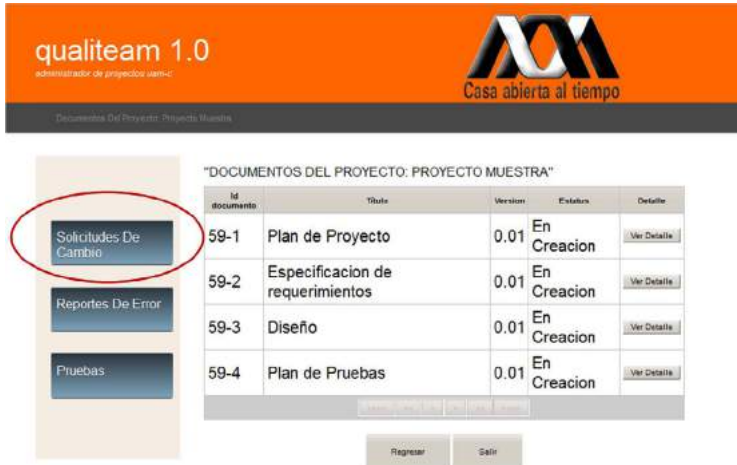 qualiteam 1.0
administrador de proyectos uam-c
Casa abierta al tiempo
Documentos Del Proyecto: Proyecto Muestra
"DOCUMENTOS DEL PROYECTO: PROYECTO MUESTRA"
Id documento Titulo Version Estatus Detalle
Solicitudes De Cambio
Reportes De Error
Pruebas
59-1 Plan de Proyecto 0.01 En Creacion Ver Detalle
59-2 Especificacion de requerimientos 0.01 En Creacion Ver Detalle
59-3 Diseño 0.01 En Creacion Ver Detalle
59-4 Plan de Pruebas 0.01 En Creacion Ver Detalle
Regresar Salir